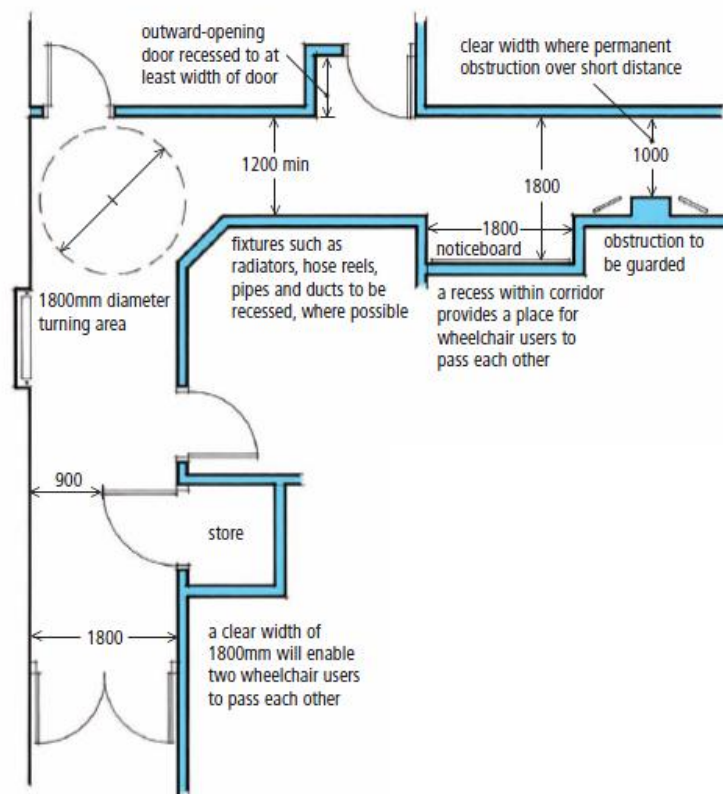 outward-opening
door recessed to at
least width of door
clear width where permanent
obstruction over short distance
1200 min
1800
1000
1800
noticeboard
fixtures such as
radiators, hose reels,
pipes and ducts to be
recessed, where possible
obstruction to
be guarded
1800mm diameter
turning area
a recess within corridor
provides a place for
wheelchair users to
pass each other
900
store
1800
a clear width of
1800mm will enable
two wheelchair users
to pass each other